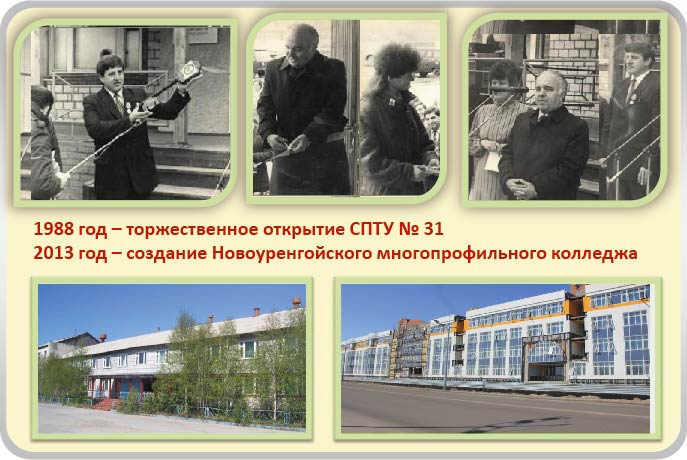 1988 год – торжественное открытие СПТУ № 31
2013 год – создание Новоуренгойского многопрофильного колледжа